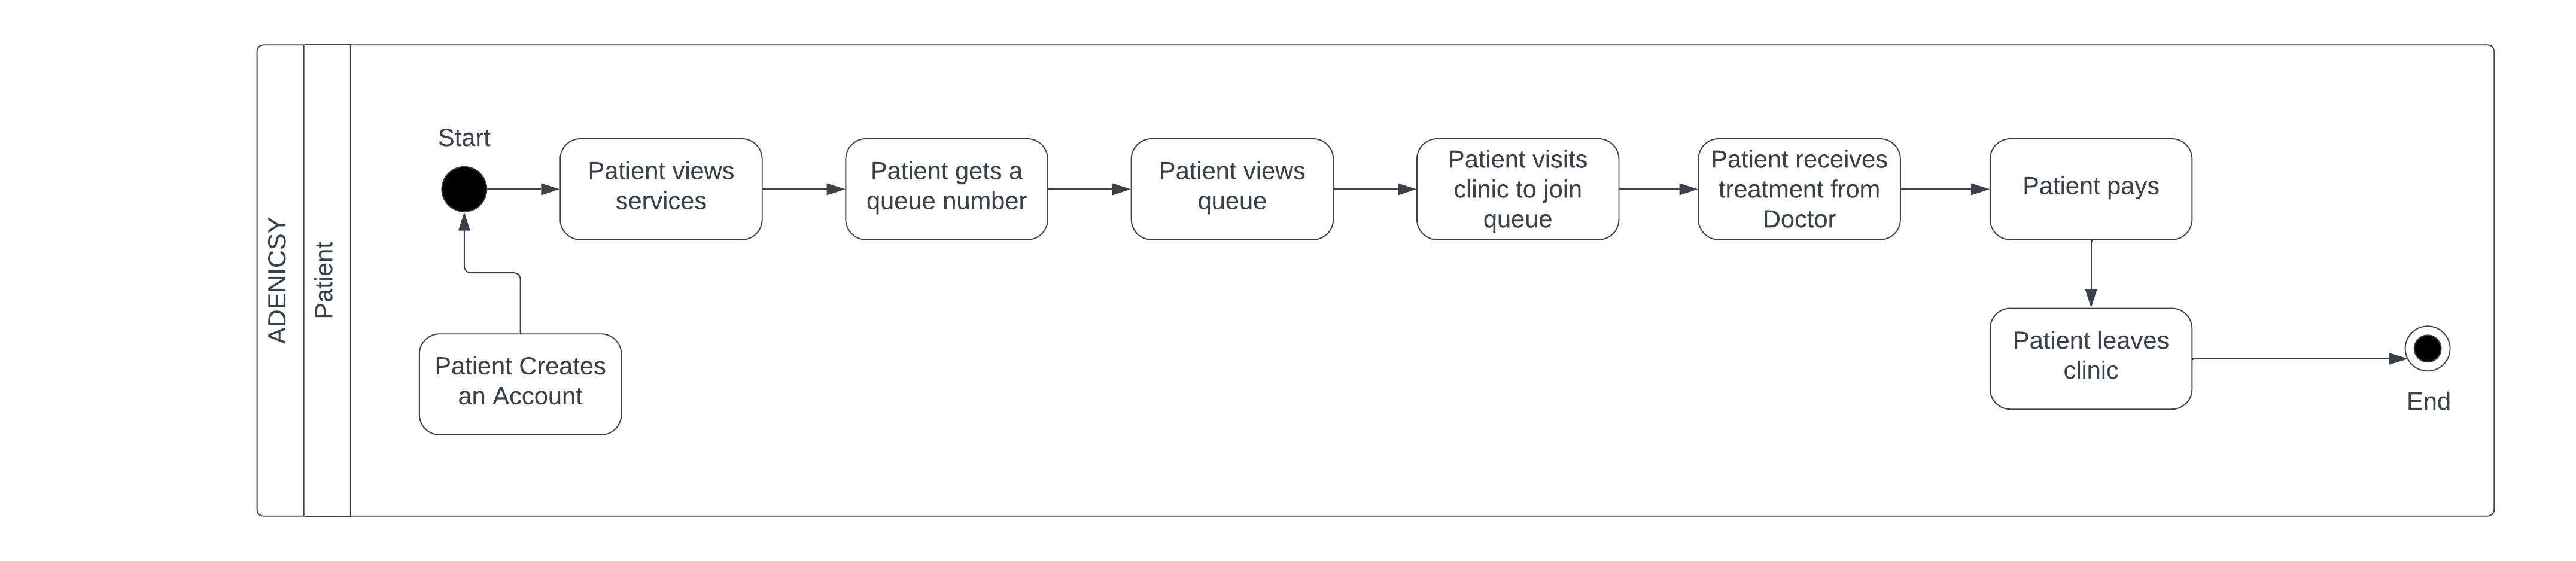 ADENICSY
Patient
Start
Patient views
services
Patient gets a
queue number
Patient views
queue
Patient visits
clinic to join
queue
Patient receives
treatment from
Doctor
Patient pays
Patient Creates
an Account
Patient leaves
clinic
End